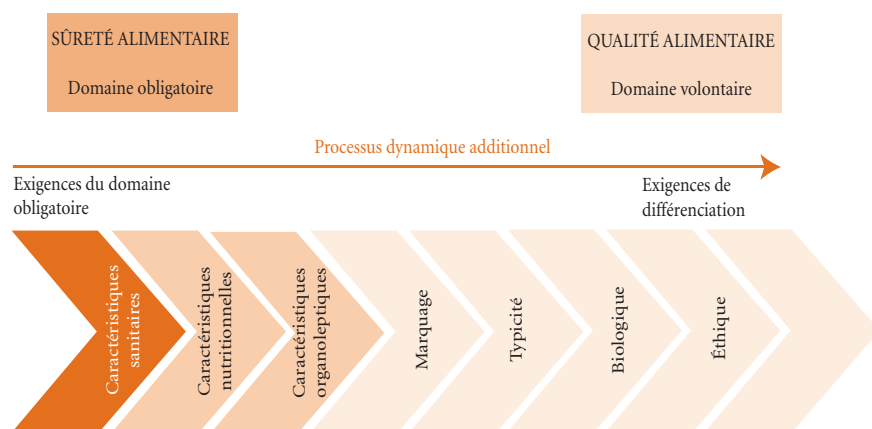 SÛRETÉ ALIMENTAIRE
Domaine obligatoire
QUALITÉ ALIMENTAIRE
Domaine volontaire
Processus dynamique additionnel
Exigences du domaine
obligatoire
Exigences de
différenciation
Caractéristiques
sanitaires
Caractéristiques
nutritionnelles
Caractéristiques
organoleptiques
Marquage
Typicité
Biologique
Éthique